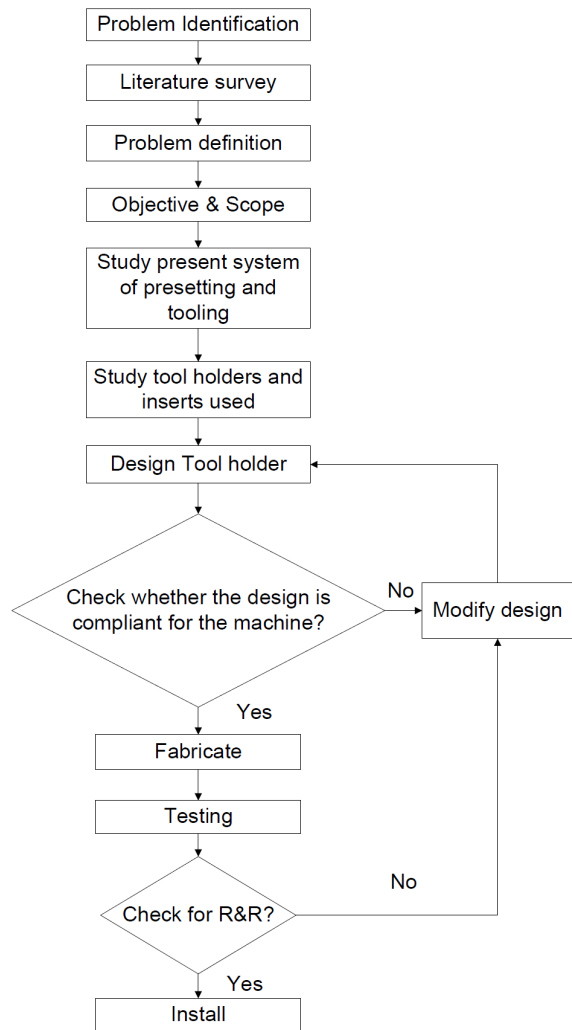 Problem Identification
Literature survey
Problem definition
Objective & Scope
Study present system
of presetting and
tooling
Study tool holders and
inserts used
Design Tool holder
Check whether the design is
compliant for the machine?
No
Modify design
Yes
Fabricate
Testing
Check for R&R?
No
Yes
Install